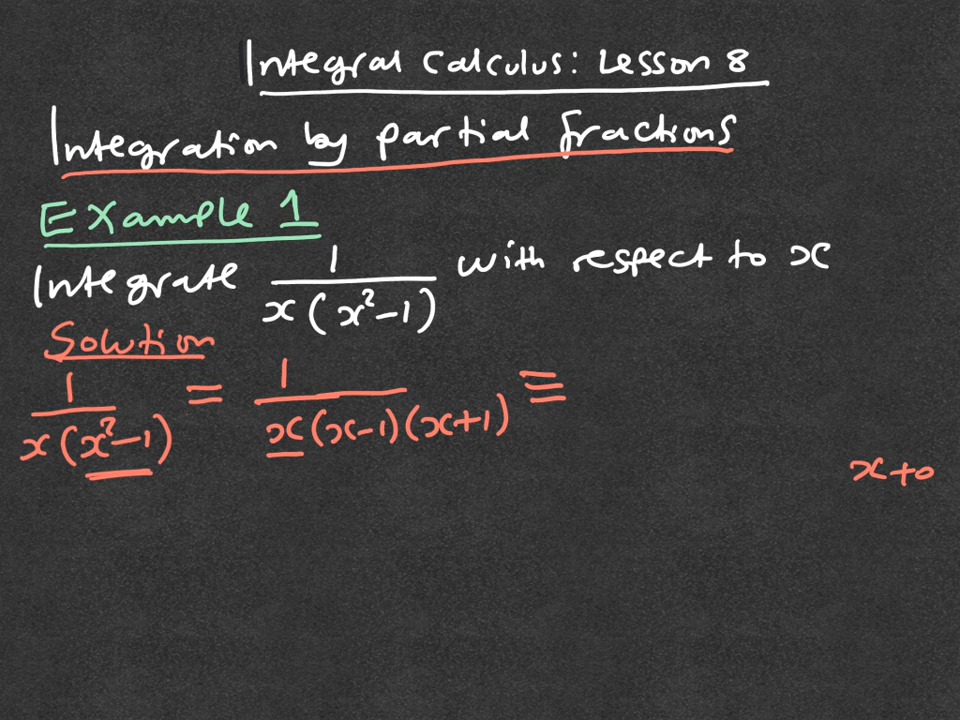 Integral Calculus: Lesson 8
Integration by partial fractions
Example 1
Integrate 1/x(x²-1) with respect to x
Solution
1/x(x²-1) = 1/x(x-1)(x+1) ≡
x+0